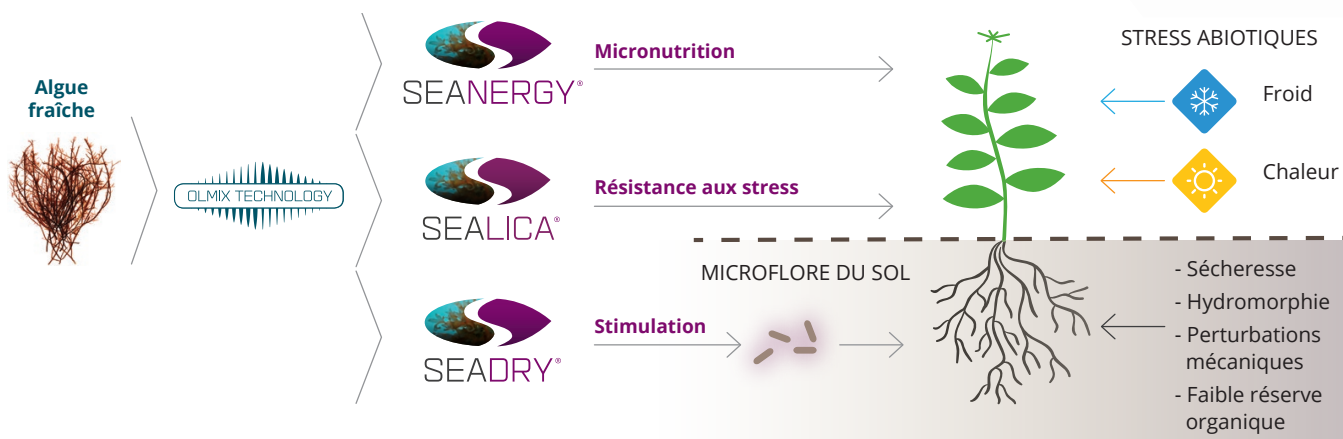 Algue
fraîche
OLMIX TECHNOLOGY
SEANERGY®
Micronutrition
SEALICA®
Résistance aux stress
SEADRY®
Stimulation
MICROFLORE DU SOL
STRESS ABIOTIQUES
Froid
Chaleur
- Sécheresse
- Hydromorphie
- Perturbations
mécaniques
- Faible réserve
organique